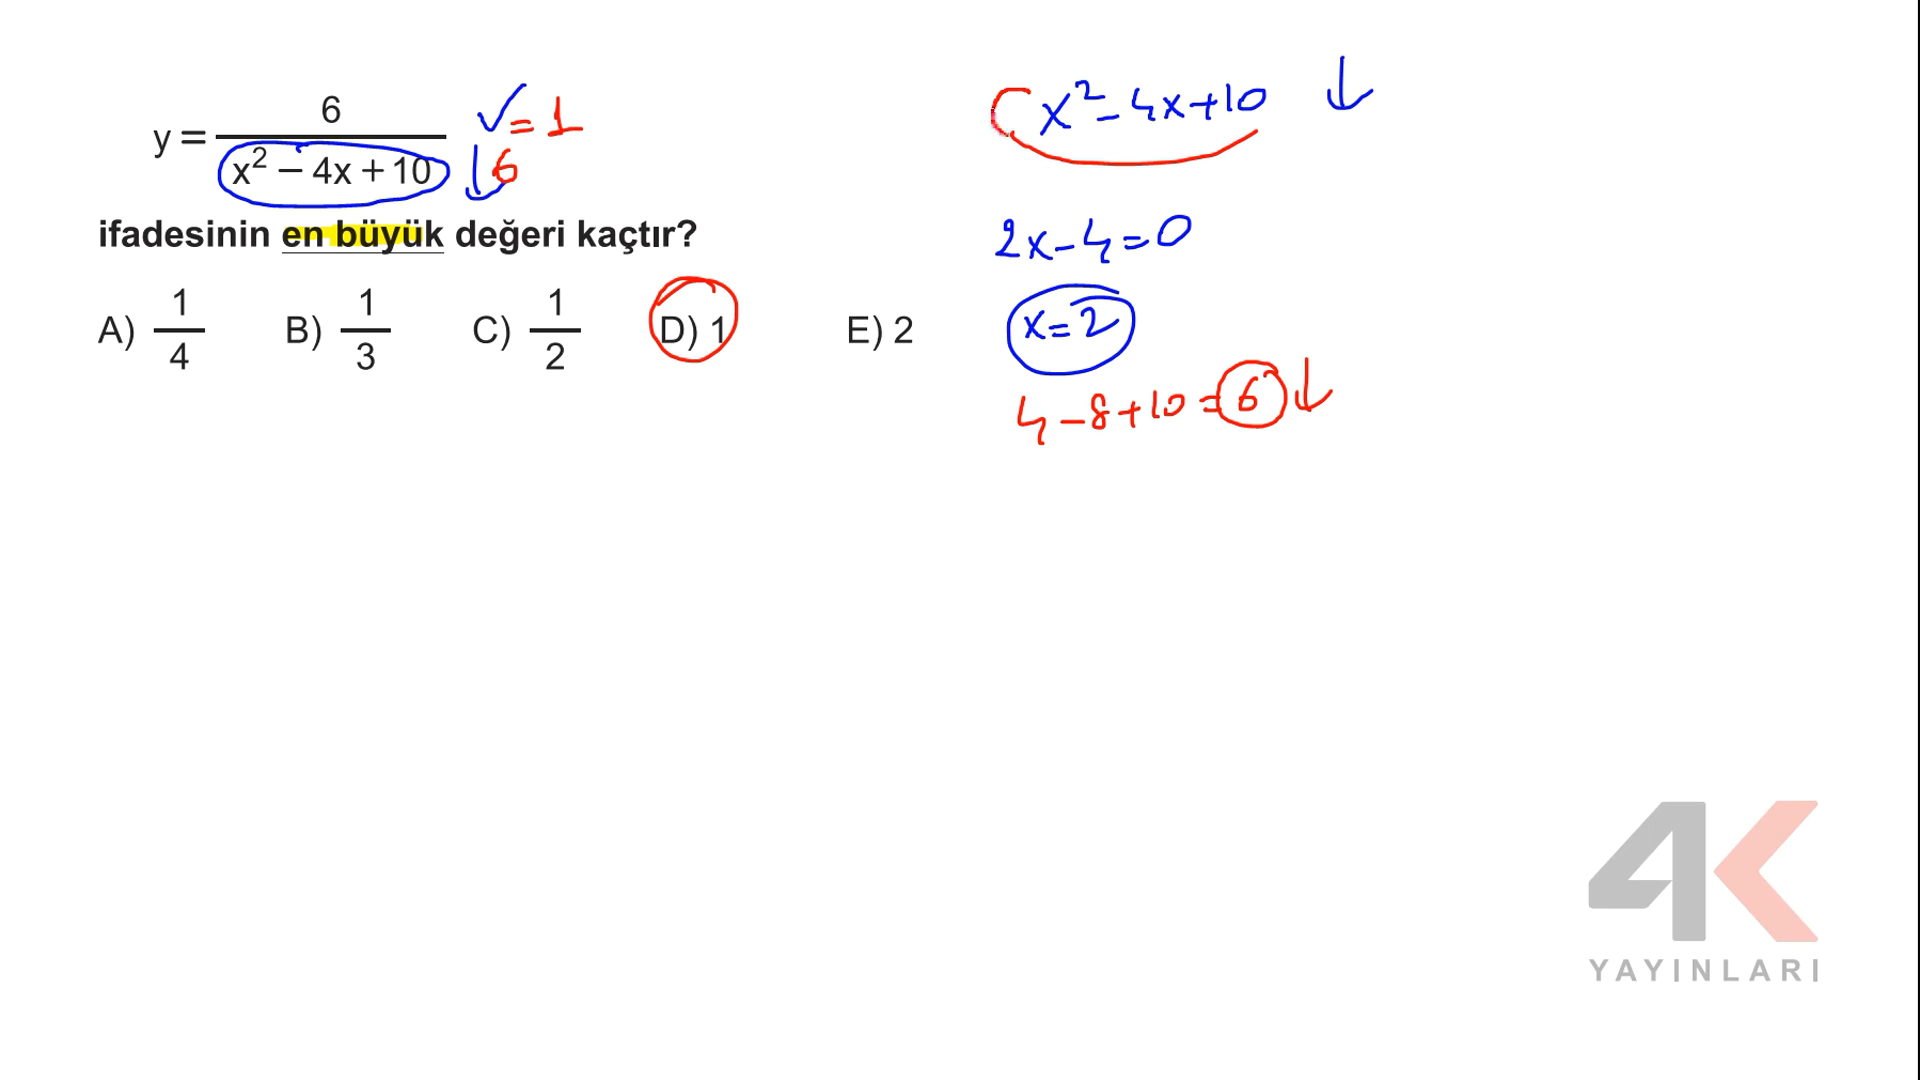 y = 6 / (x² − 4x + 10) ✓ = 1
↓ 6
ifadesinin en büyük değeri kaçtır?
A) 1/4 B) 1/3 C) 1/2 D) 1 E) 2
x² − 4x + 10 ↓
2x − 4 = 0
x = 2
4 − 8 + 10 = 6 ↓
4K
YAYINLARI